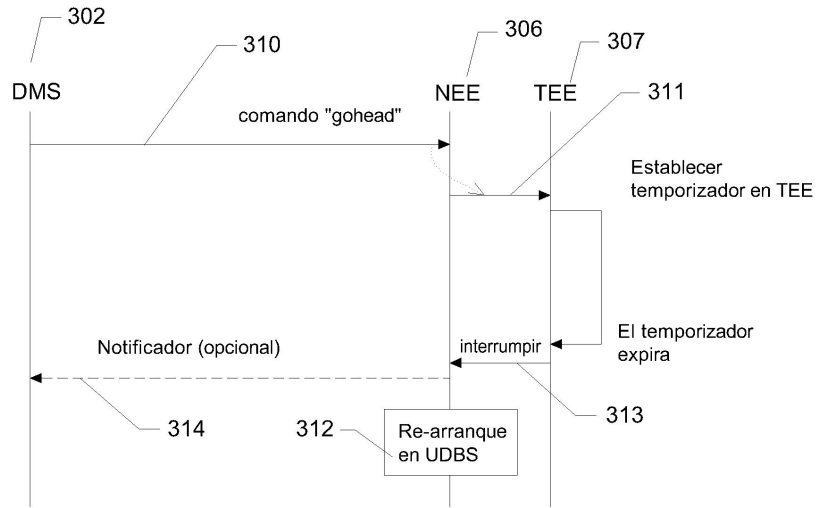 302
310
306
307
DMS
NEE
TEE
311
comando "gohead"
Establecer
temporizador en TEE
El temporizador
expira
interrumpir
Notificador (opcional)
314
312
Re-arranque
en UDBS
313